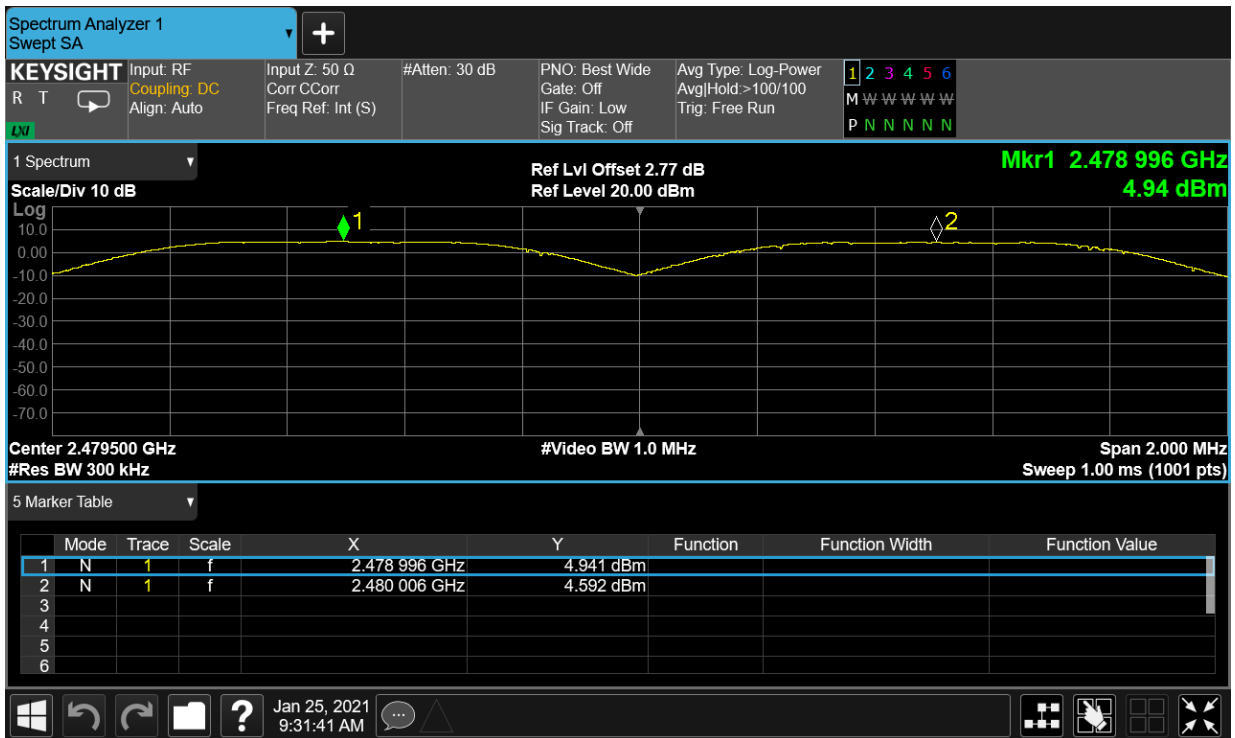 Spectrum Analyzer 1
Swept SA
KEYSIGHT
R T
LXI
Input: RF
Coupling: DC
Align: Auto
Input Z: 50 Ω
Corr CCorr
Freq Ref: Int (S)
#Atten: 30 dB
PNO: Best Wide
Gate: Off
IF Gain: Low
Sig Track: Off
Avg Type: Log-Power
Avg|Hold:>100/100
Trig: Free Run
1 2 3 4 5 6
M W W W W W
P N N N N N
1 Spectrum
Scale/Div 10 dB
Ref Lvl Offset 2.77 dB
Ref Level 20.00 dBm
Mkr1 2.478 996 GHz
4.94 dBm
Log
10.0
0.00
-10.0
-20.0
-30.0
-40.0
-50.0
-60.0
-70.0
1
2
Center 2.479500 GHz
#Res BW 300 kHz
#Video BW 1.0 MHz
Span 2.000 MHz
Sweep 1.00 ms (1001 pts)
5 Marker Table
Mode Trace Scale X Y Function Function Width Function Value
1 N 1 f 2.478 996 GHz 4.941 dBm
2 N 1 f 2.480 006 GHz 4.592 dBm
3
4
5
6
?
Jan 25, 2021
9:31:41 AM